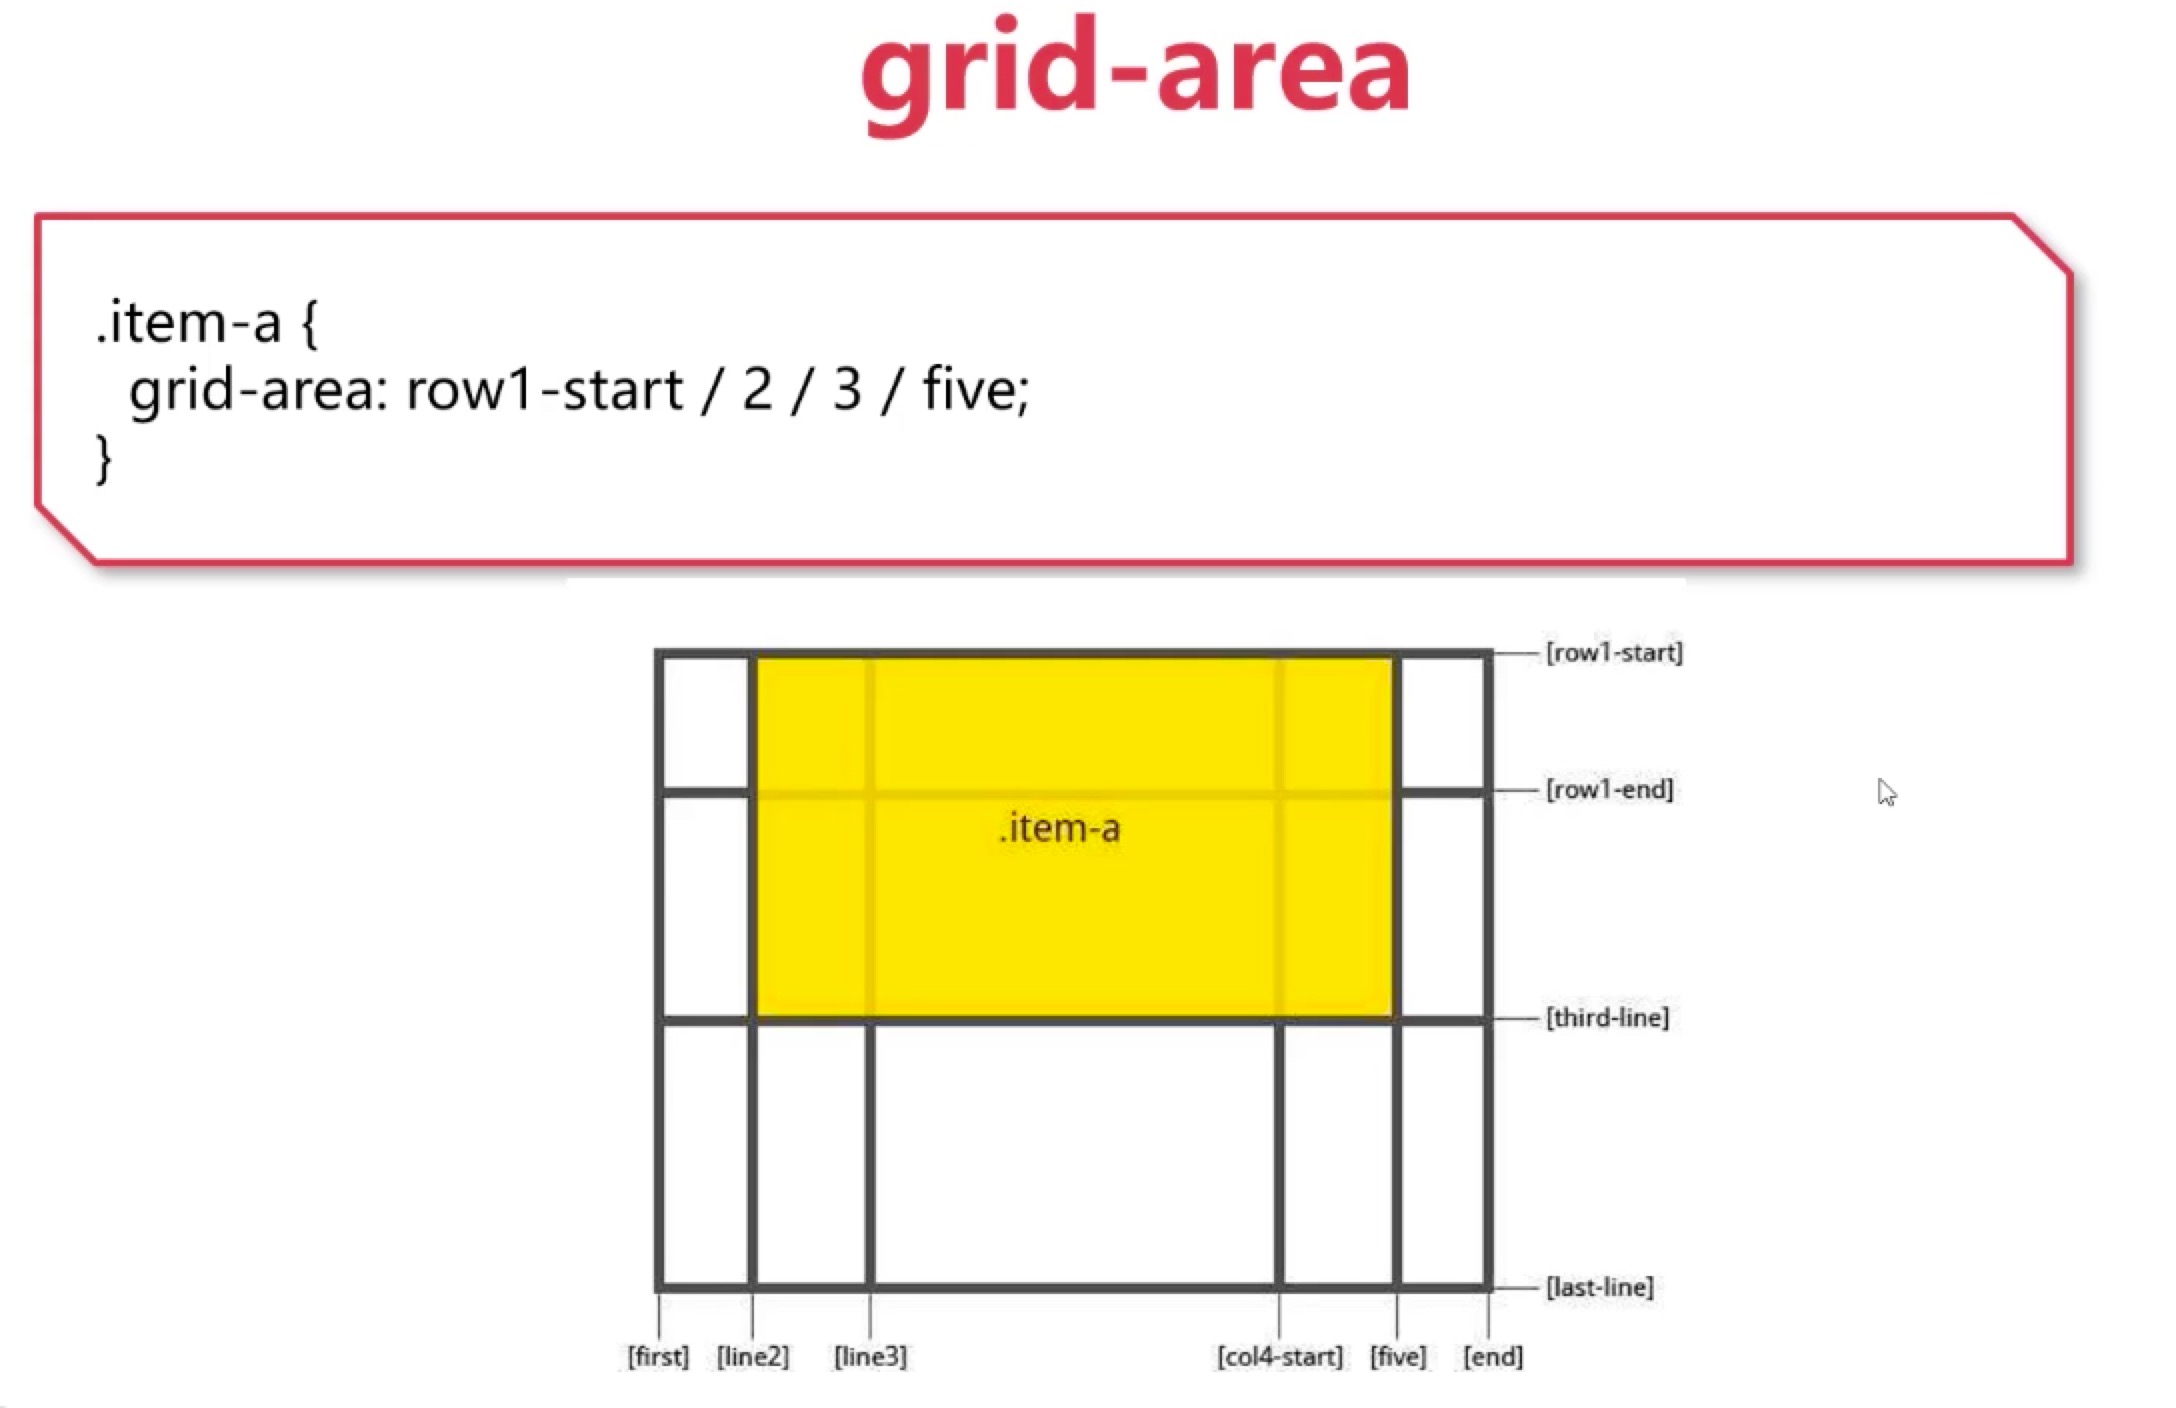 grid-area
.item-a {
grid-area: row1-start / 2 / 3 / five;
}
[row1-start]
[row1-end]
.item-a
[third-line]
[last-line]
[first] [line2] [line3] [col4-start] [five] [end]